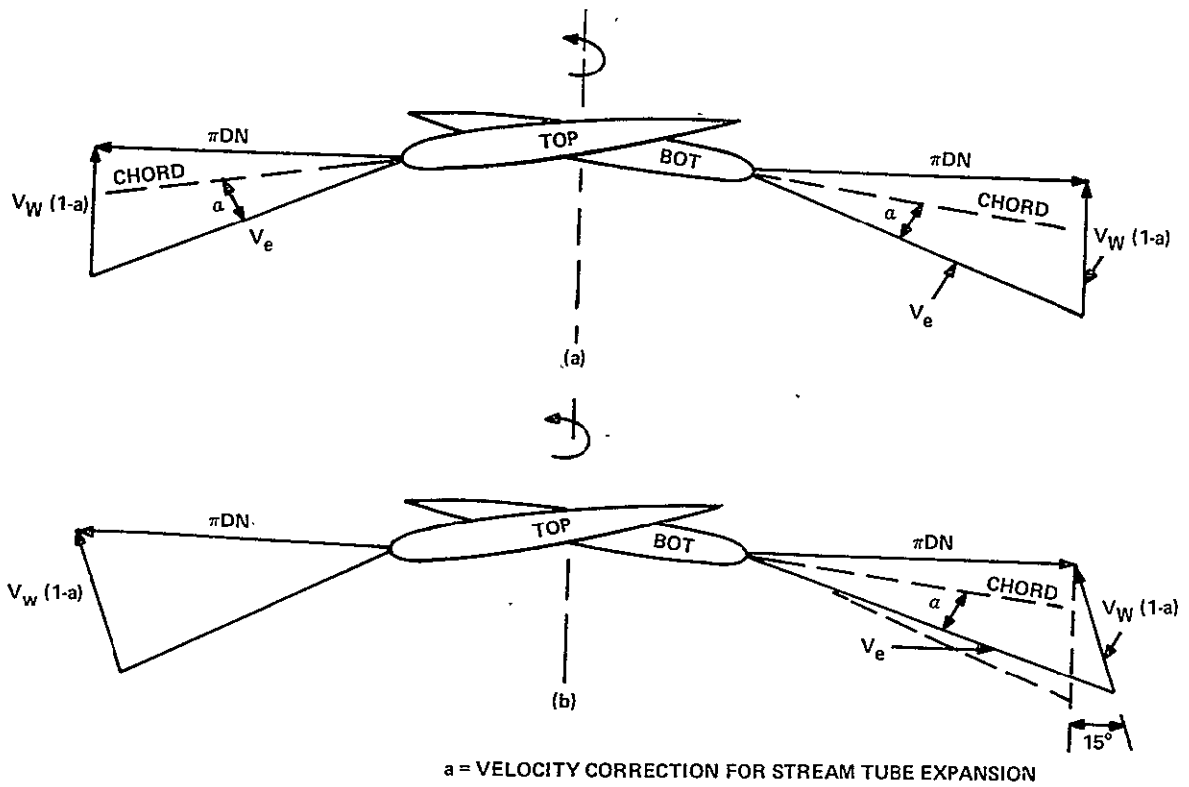 πDN
TOP
BOT
πDN
CHORD
CHORD
V_W (1-a)
a
a
V_W (1-a)
V_e
V_e
(a)
πDN
TOP
BOT
πDN
CHORD
V_w (1-a)
a
V_W (1-a)
V_e
(b)
15°
a = VELOCITY CORRECTION FOR STREAM TUBE EXPANSION